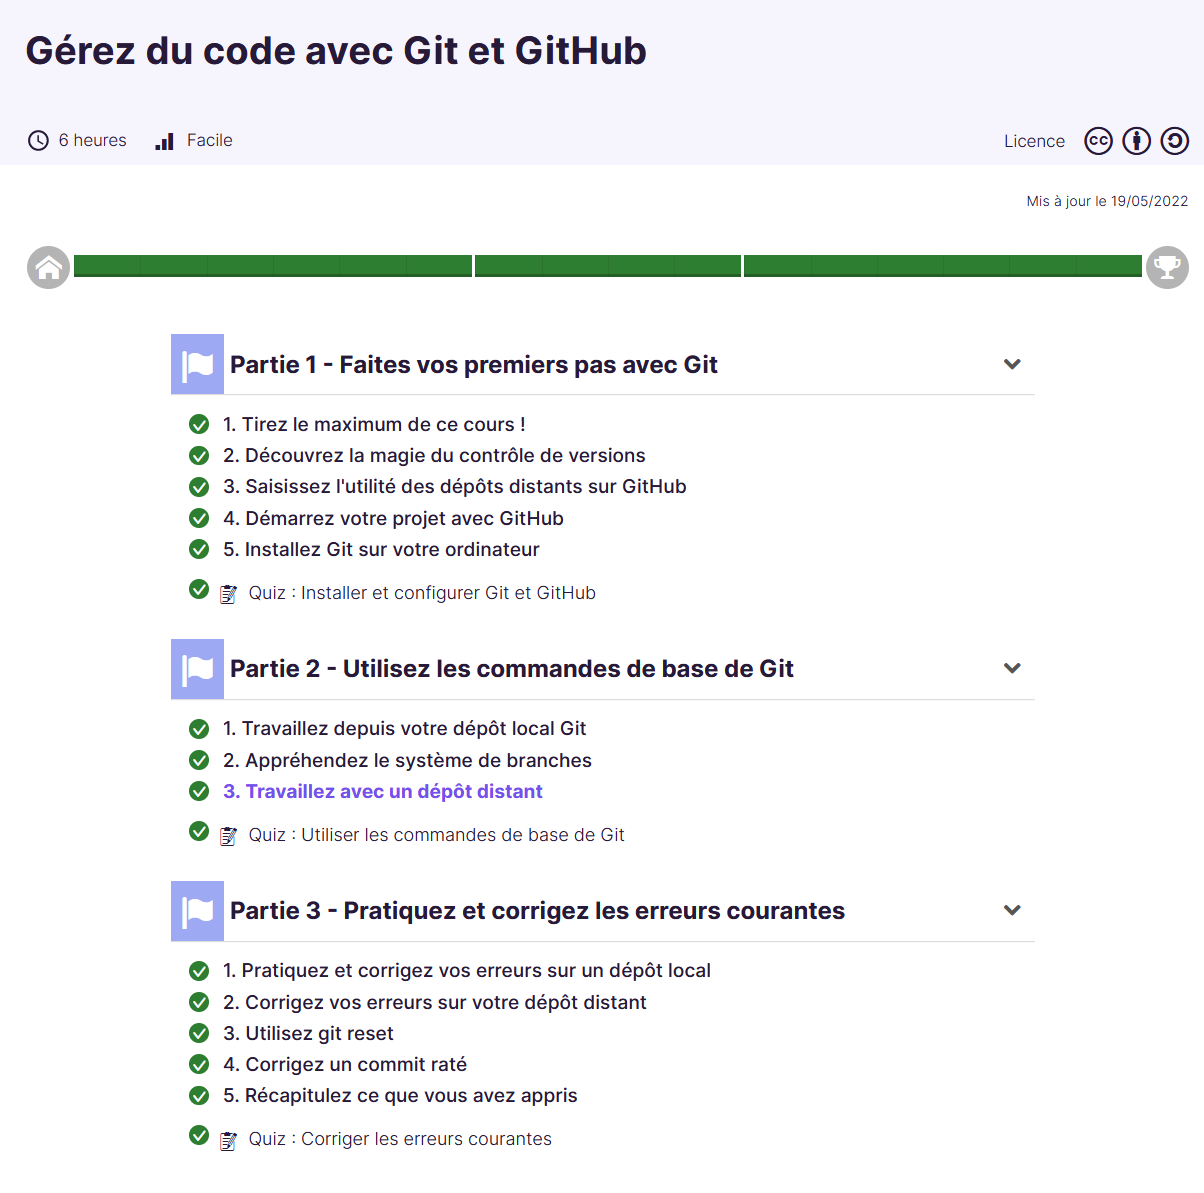 Gérez du code avec Git et GitHub
6 heures
Facile
Licence
cc
Mis à jour le 19/05/2022
Partie 1 - Faites vos premiers pas avec Git
1. Tirez le maximum de ce cours !
2. Découvrez la magie du contrôle de versions
3. Saisissez l'utilité des dépôts distants sur GitHub
4. Démarrez votre projet avec GitHub
5. Installez Git sur votre ordinateur
Quiz : Installer et configurer Git et GitHub
Partie 2 - Utilisez les commandes de base de Git
1. Travaillez depuis votre dépôt local Git
2. Appréhendez le système de branches
3. Travaillez avec un dépôt distant
Quiz : Utiliser les commandes de base de Git
Partie 3 - Pratiquez et corrigez les erreurs courantes
1. Pratiquez et corrigez vos erreurs sur un dépôt local
2. Corrigez vos erreurs sur votre dépôt distant
3. Utilisez git reset
4. Corrigez un commit raté
5. Récapitulez ce que vous avez appris
Quiz : Corriger les erreurs courantes